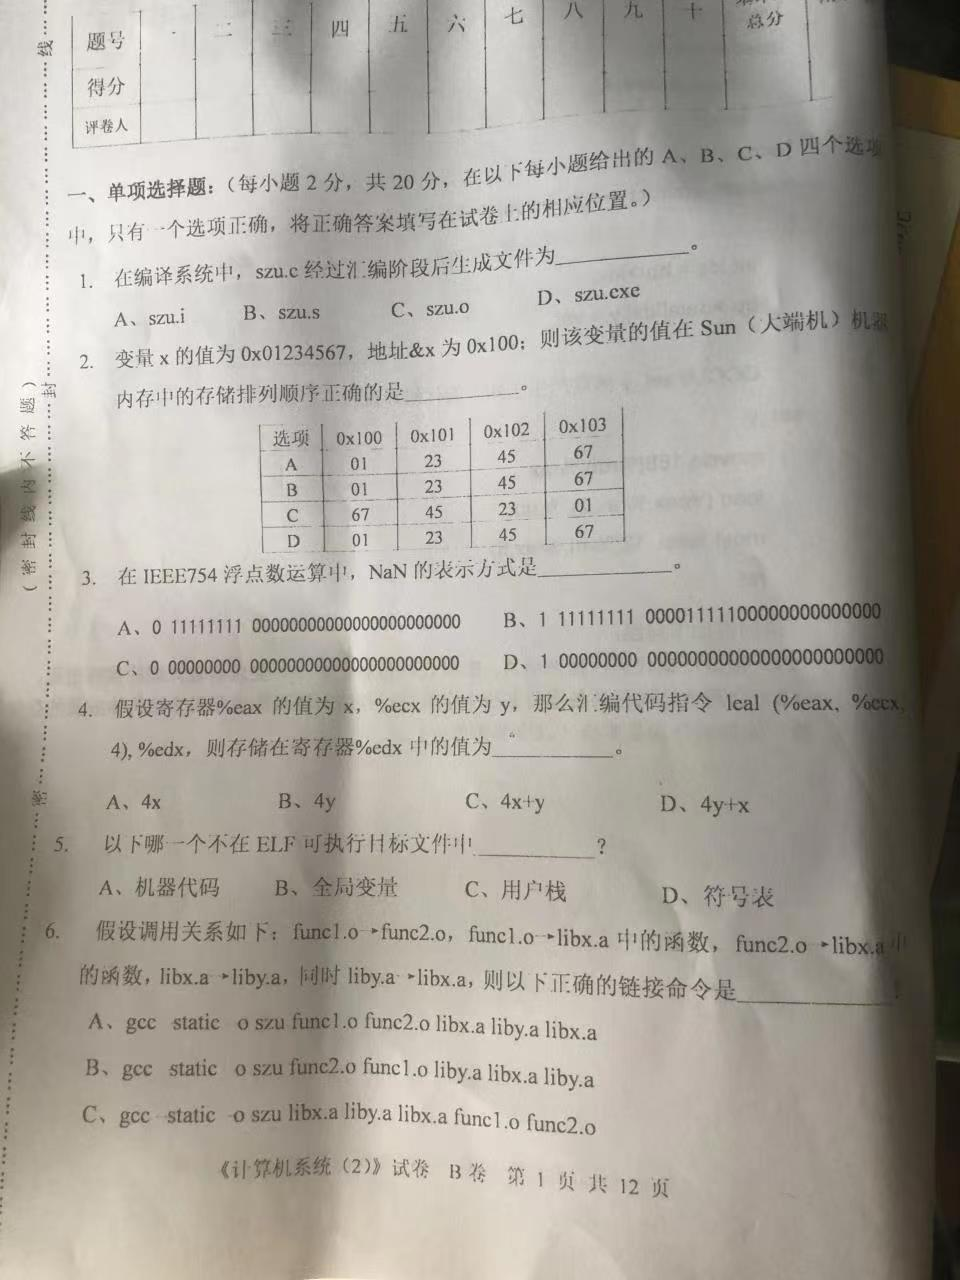 线
题号 一 二 三 四 五 六 七 八 九 十 总分
得分
评卷人
一、单项选择题:(每小题 2 分，共 20 分，在以下每小题给出的 A、B、C、D 四个选项
中，只有一个选项正确，将正确答案填写在试卷上的相应位置。)
1. 在编译系统中，szu.c 经过汇编阶段后生成文件为________。
A、szu.i B、szu.s C、szu.o D、szu.exe
2. 变量 x 的值为 0x01234567，地址&x 为 0x100；则该变量的值在 Sun（大端机）机器
内存中的存储排列顺序正确的是________。
选项 0x100 0x101 0x102 0x103
A 01 23 45 67
B 01 23 45 67
C 67 45 23 01
D 01 23 45 67
3. 在 IEEE754 浮点数运算中，NaN 的表示方式是________。
A、0 11111111 00000000000000000000000 B、1 11111111 00001111100000000000000
C、0 00000000 00000000000000000000000 D、1 00000000 00000000000000000000000
4. 假设寄存器%eax 的值为 x，%ecx 的值为 y，那么汇编代码指令 leal (%eax, %ecx,
4), %edx，则存储在寄存器%edx 中的值为________。
A、4x B、4y C、4x+y D、4y+x
5. 以下哪一个不在 ELF 可执行目标文件中________？
A、机器代码 B、全局变量 C、用户栈 D、符号表
6. 假设调用关系如下：func1.o→func2.o，func1.o→libx.a 中的函数，func2.o→libx.a 中
的函数，libx.a→liby.a，同时 liby.a→libx.a，则以下正确的链接命令是________
A、gcc static o szu func1.o func2.o libx.a liby.a libx.a
B、gcc static o szu func2.o func1.o liby.a libx.a liby.a
C、gcc -static -o szu libx.a liby.a libx.a func1.o func2.o
《计算机系统（2）》试卷 B 卷 第 1 页 共 12 页
封
(密封线内不答题)
密